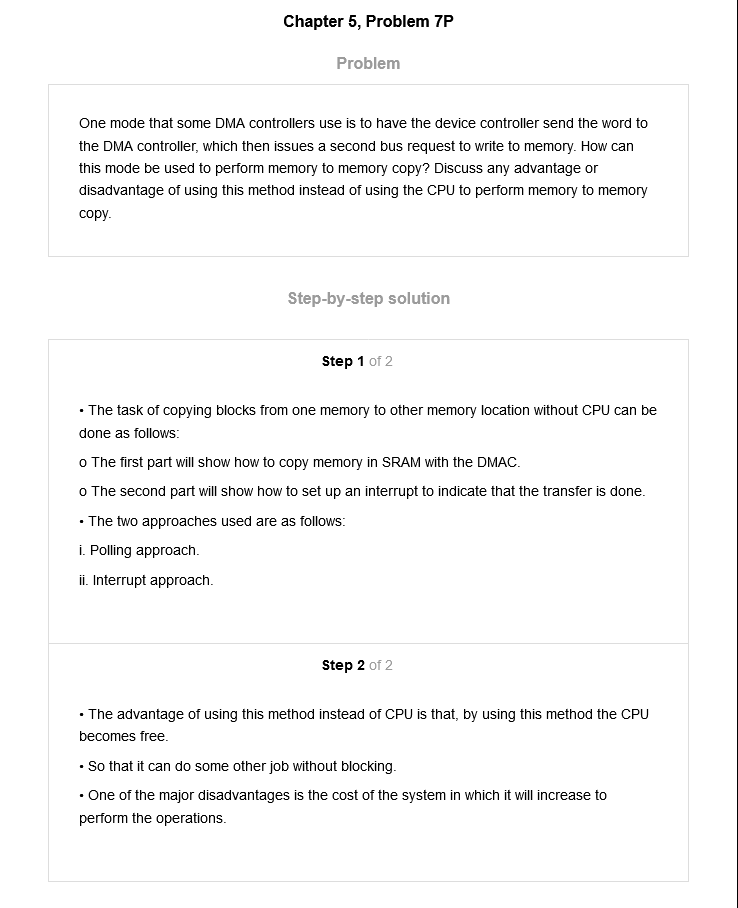 Chapter 5, Problem 7P
Problem
One mode that some DMA controllers use is to have the device controller send the word to
the DMA controller, which then issues a second bus request to write to memory. How can
this mode be used to perform memory to memory copy? Discuss any advantage or
disadvantage of using this method instead of using the CPU to perform memory to memory
copy.
Step-by-step solution
Step 1 of 2
• The task of copying blocks from one memory to other memory location without CPU can be
done as follows:
o The first part will show how to copy memory in SRAM with the DMAC.
o The second part will show how to set up an interrupt to indicate that the transfer is done.
• The two approaches used are as follows:
i. Polling approach.
ii. Interrupt approach.
Step 2 of 2
• The advantage of using this method instead of CPU is that, by using this method the CPU
becomes free.
• So that it can do some other job without blocking.
• One of the major disadvantages is the cost of the system in which it will increase to
perform the operations.